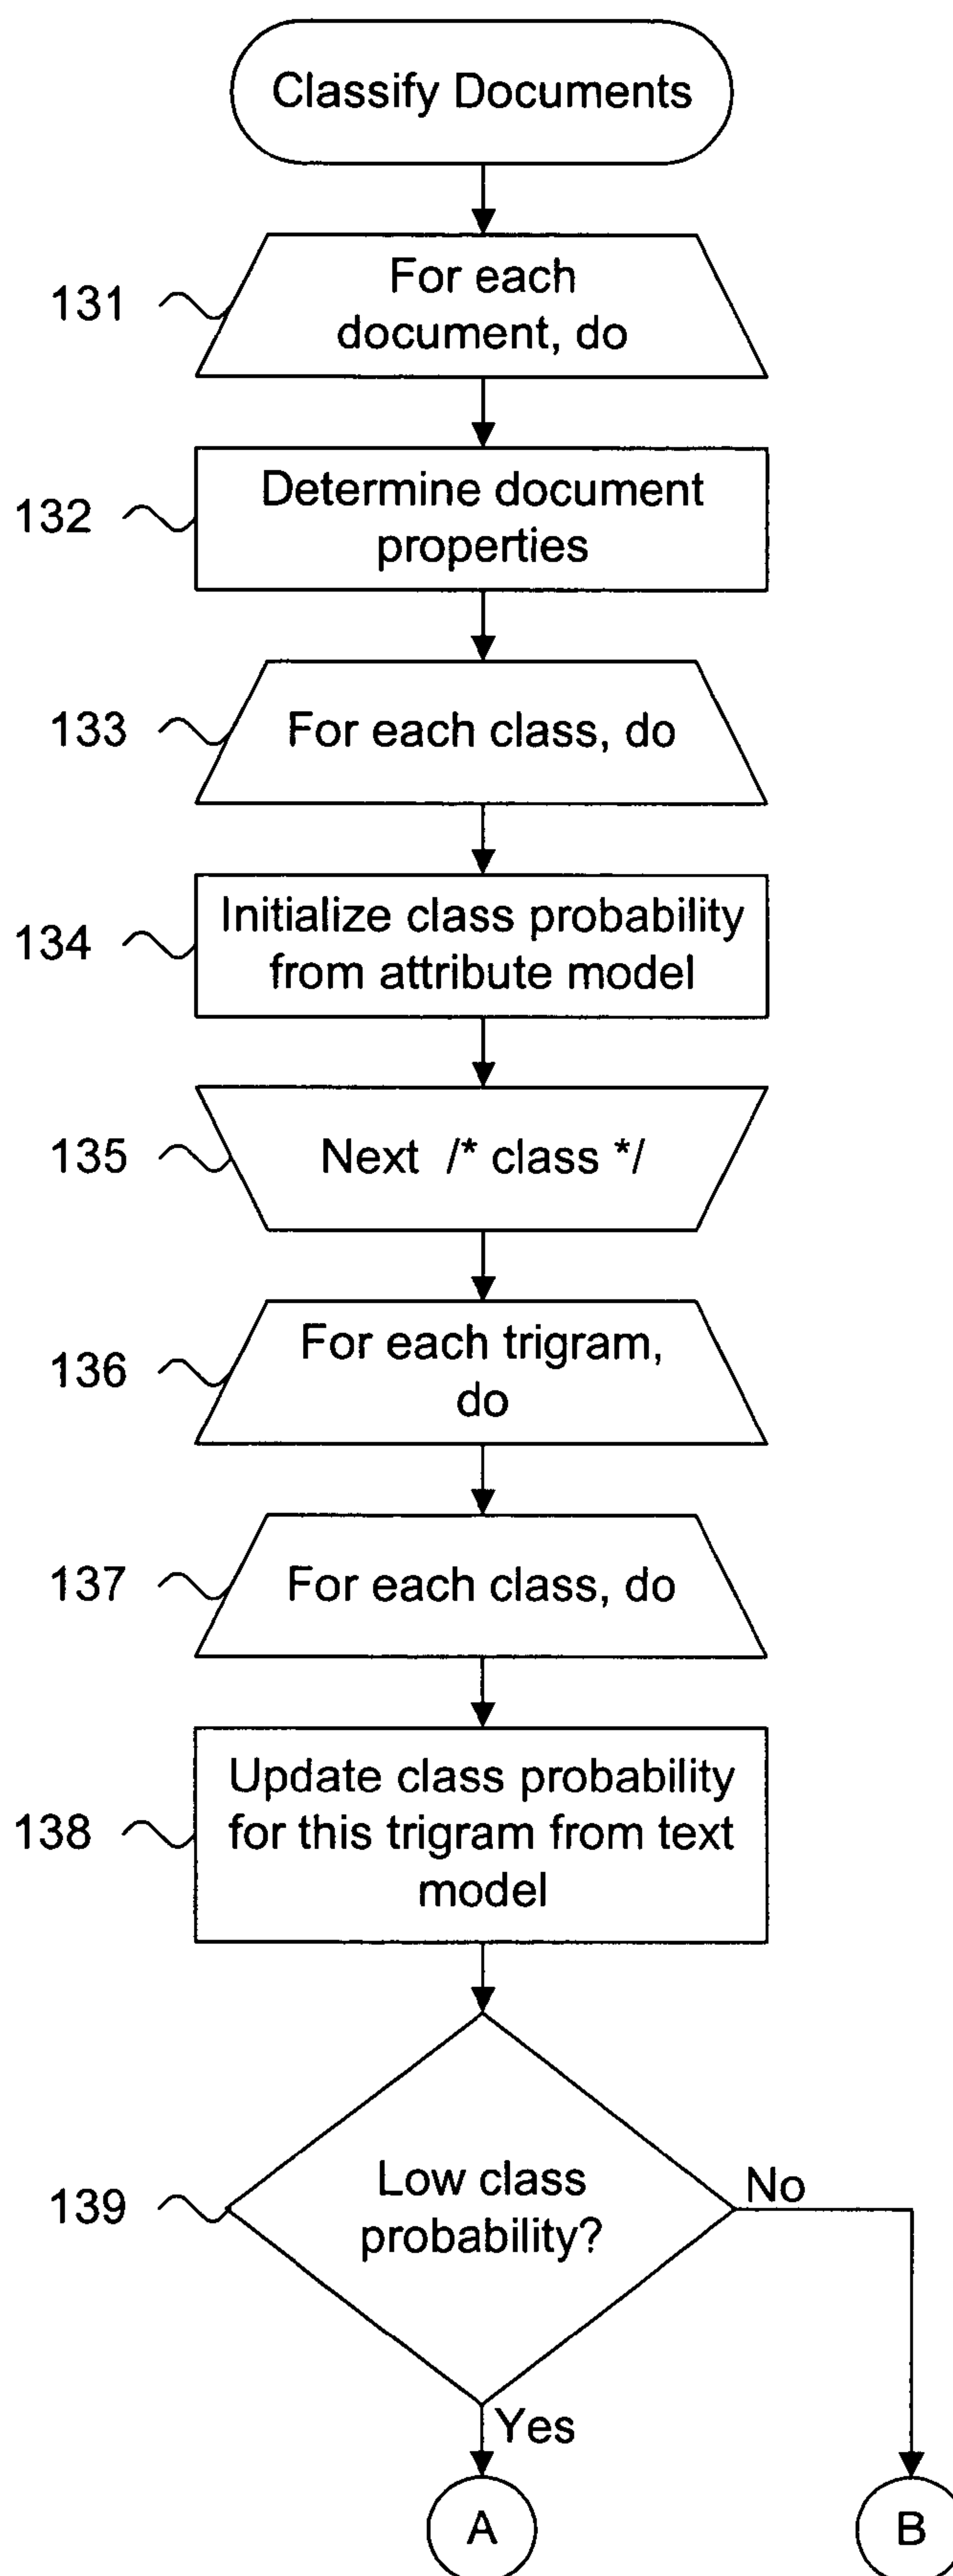 Classify Documents
131
For each
document, do
132
Determine document
properties
133
For each class, do
134
Initialize class probability
from attribute model
135
Next /* class */
136
For each trigram,
do
137
For each class, do
138
Update class probability
for this trigram from text
model
139
Low class
probability?
No
Yes
A
B